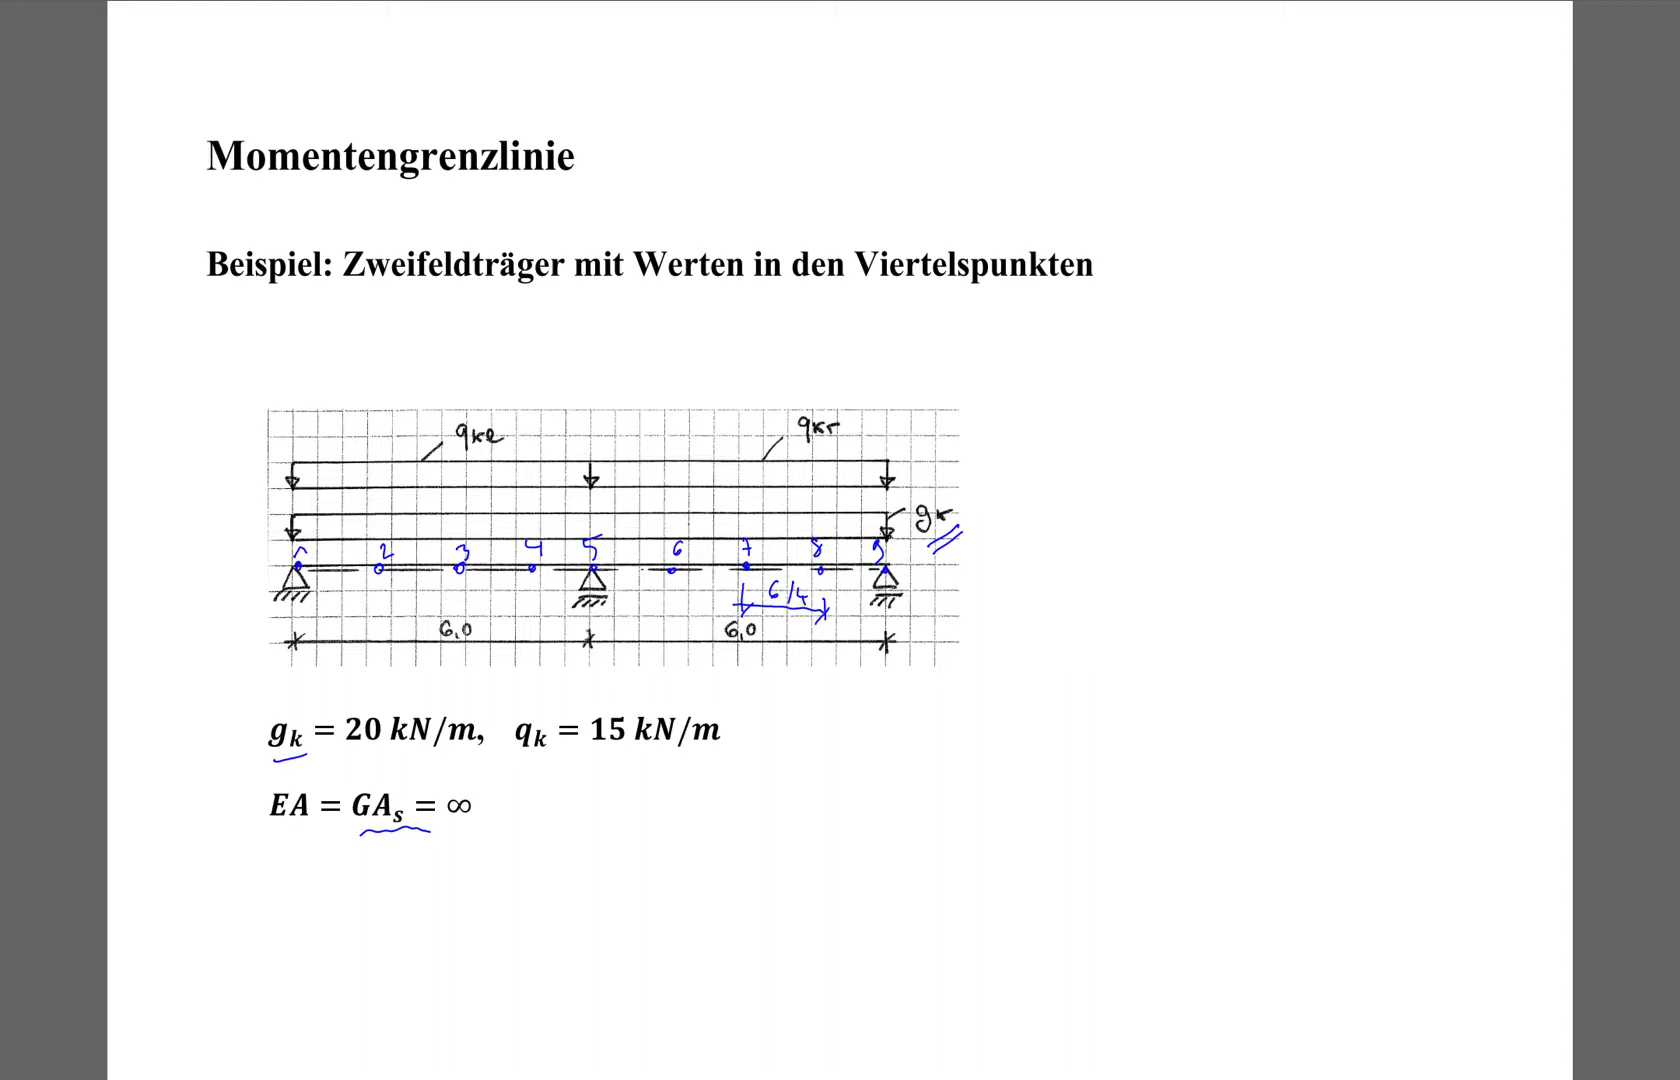 Momentengrenzlinie
Beispiel: Zweifeldträger mit Werten in den Viertelspunkten
qkl qkr
gk
1 2 3 4 5 6 7 8 9
6/4
6,0 6,0
gk = 20 kN/m, qk = 15 kN/m
EA = GAs = ∞